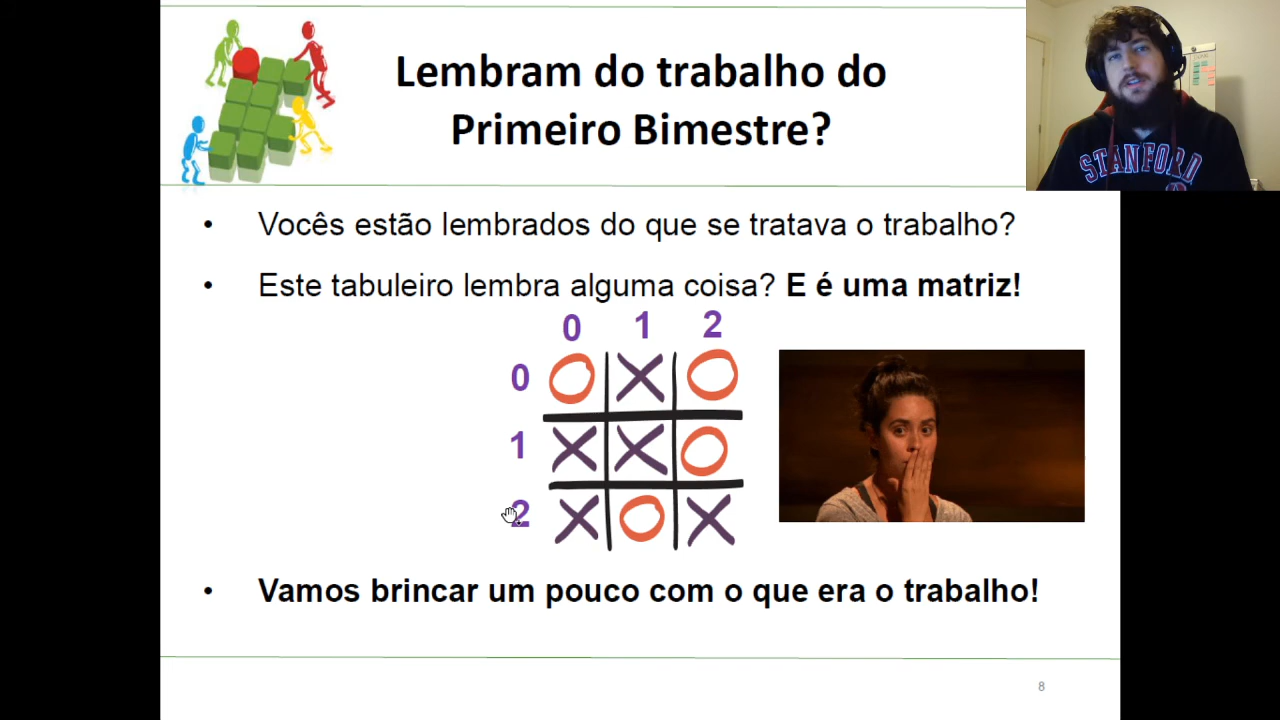 Lembram do trabalho do
Primeiro Bimestre?
STANFORD
• Vocês estão lembrados do que se tratava o trabalho?
• Este tabuleiro lembra alguma coisa? E é uma matriz!
0 1 2
0 O X O
1 X X O
2 X O X
• Vamos brincar um pouco com o que era o trabalho!
8